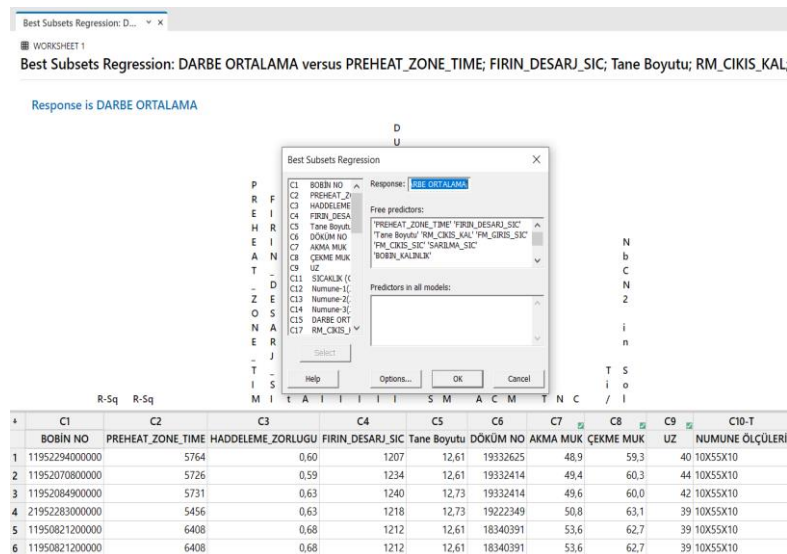 Best Subsets Regression: D...
WORKSHEET 1
Best Subsets Regression: DARBE ORTALAMA versus PREHEAT_ZONE_TIME; FIRIN_DESARJ_SIC; Tane Boyutu; RM_CIKIS_KAL;
Response is DARBE ORTALAMA
D
U
Best Subsets Regression
C1 BOBİN NO
C2 PREHEAT_Z
C3 HADDELEME
C4 FIRIN_DESA
C5 Tane Boyutu
C6 DÖKÜM NO
C7 AKMA MUK
C8 ÇEKME MUK
C9 UZ
C11 SICAKLIK (C
C12 Numune-1(
C13 Numune-2(
C14 Numune-3(
C15 DARBE ORT
C17 RM_CIKIS_
Select
Help
Response: ARBE ORTALAMA
Free predictors:
'PREHEAT_ZONE_TIME' 'FIRIN_DESARJ_SIC'
'Tane Boyutu' 'RM_CIKIS_KAL' 'FM_GIRIS_SIC'
'FM_CIKIS_SIC' 'SARILMA_SIC'
'BOBIN_KALINLIK'
Predictors in all models:
Options...
OK
Cancel
P
R F
E I
H R
E I
A N
T _
_ D
Z E
O S
N A
E R
_ J
T _
I S
N
b
C
N
2
i
n
T S
i o
R-Sq R-Sq M I t A I I I I I S M A C M T N C / l
C1 C2 C3 C4 C5 C6 C7 C8 C9 C10-T
BOBİN NO PREHEAT_ZONE_TIME HADDELEME_ZORLUGU FIRIN_DESARJ_SIC Tane Boyutu DÖKÜM NO AKMA MUK ÇEKME MUK UZ NUMUNE ÖLÇÜLERİ
1 11952294000000 5764 0,60 1207 12,61 19332625 48,9 59,3 40 10X55X10
2 11952070800000 5726 0,59 1234 12,61 19332414 49,4 60,3 44 10X55X10
3 11952084900000 5731 0,63 1240 12,73 19332414 49,6 60,0 42 10X55X10
4 21952283000000 5456 0,63 1218 12,73 19222349 50,8 63,1 39 10X55X10
5 11950821200000 6408 0,68 1212 12,61 18340391 53,6 62,7 39 10X55X10
6 11950821200000 6408 0,68 1212 12,61 18340391 53,6 62,7 39 10X55X10